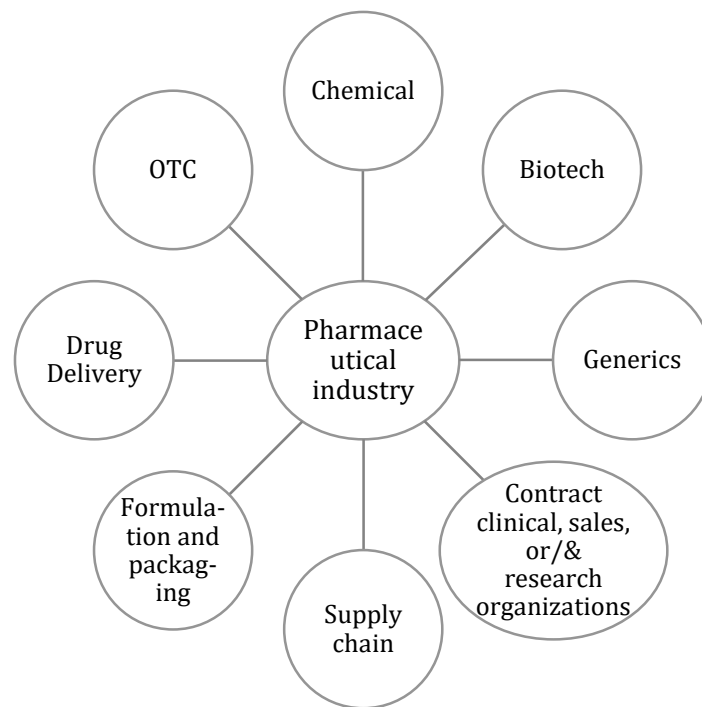 Chemical
OTC
Biotech
Drug
Delivery
Pharmace
utical
industry
Generics
Formula-
tion and
packag-
ing
Supply
chain
Contract
clinical, sales,
or/&
research
organizations